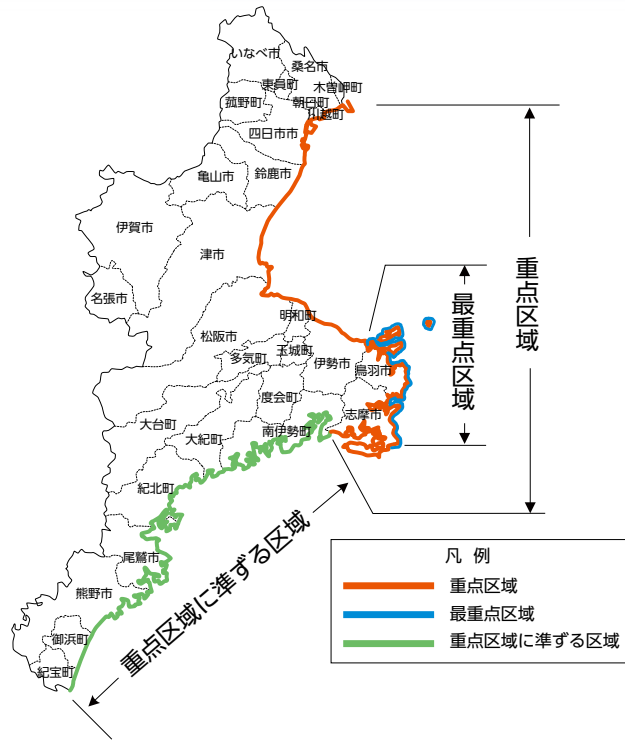 いなべ市
桑名市
東員町
木曽岬町
菰野町
朝日町
川越町
四日市市
亀山市
鈴鹿市
伊賀市
津市
名張市
明和町
松阪市
玉城町
多気町
伊勢市
鳥羽市
度会町
志摩市
大台町
大紀町
南伊勢町
紀北町
尾鷲市
熊野市
御浜町
紀宝町
重点区域
最重点区域
重点区域に準ずる区域
凡 例
重点区域
最重点区域
重点区域に準ずる区域